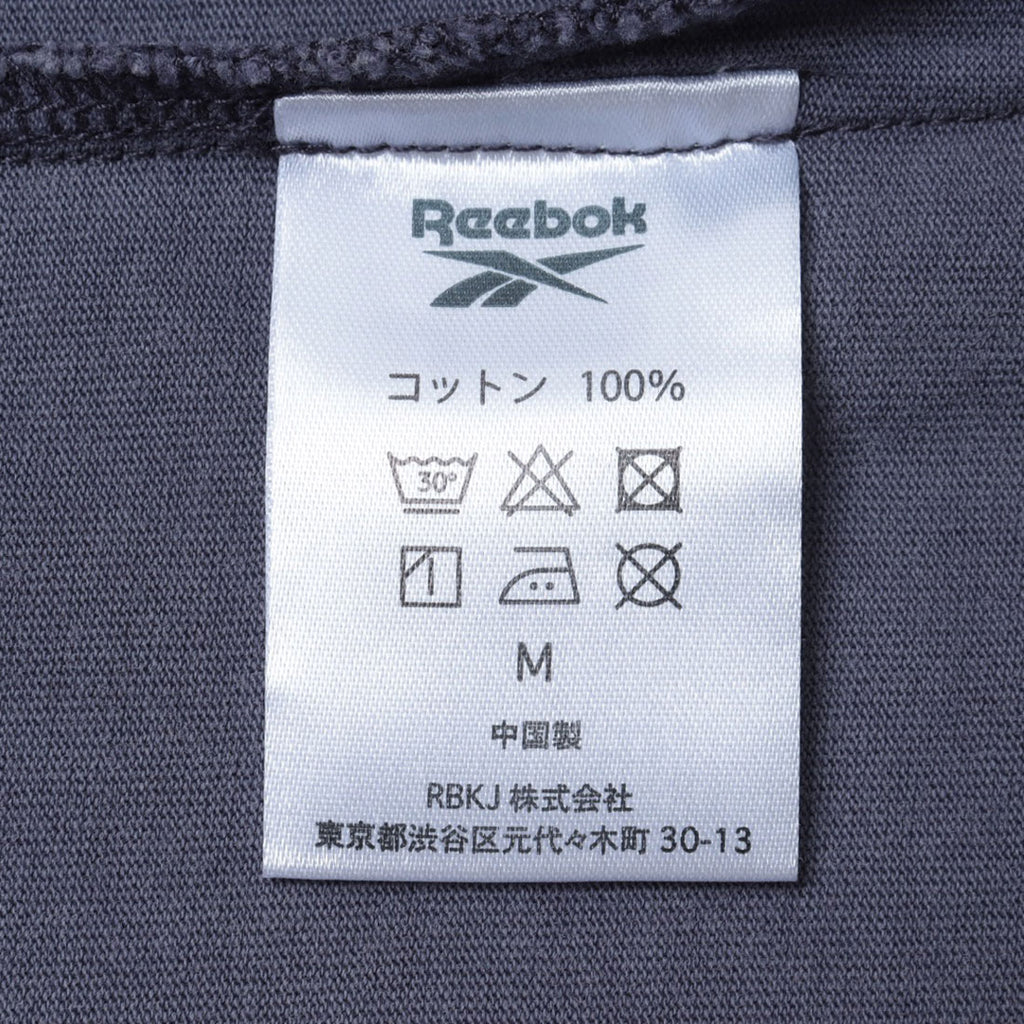 Reebok
コットン 100%
30°
M
中国製
RBKJ 株式会社
東京都渋谷区元代々木町 30-13